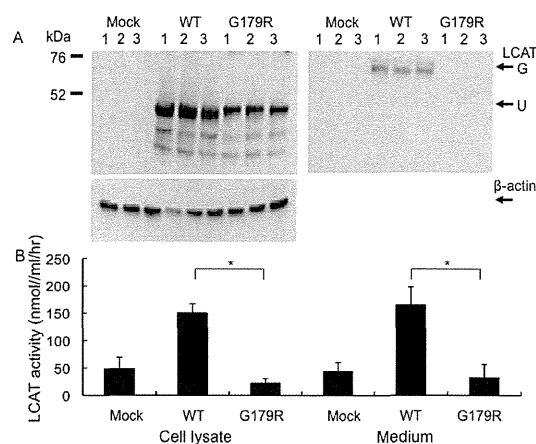 A
kDa
Mock WT G179R
1 2 3 1 2 3 1 2 3
Mock WT G179R
1 2 3 1 2 3 1 2 3
LCAT
76
52
G
U
β-actin
B
LCAT activity (nmol//ml/hr)
250
200
150
100
50
0
* *
Mock WT G179R Mock WT G179R
Cell lysate Medium